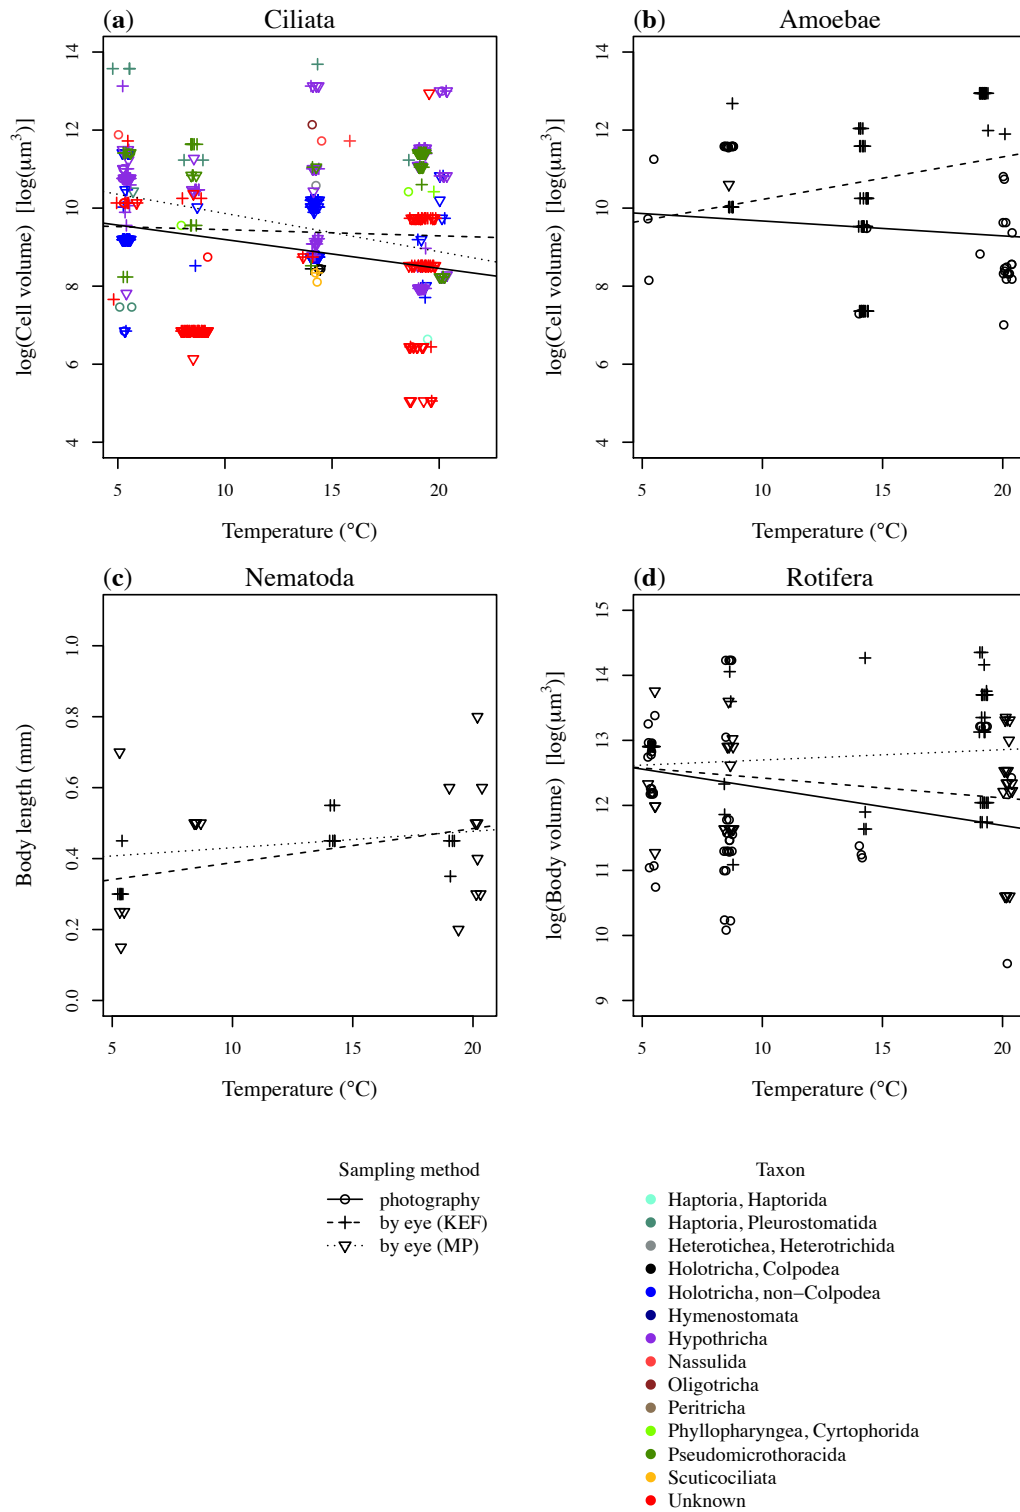 (a) Ciliata
log(Cell volume) [log(μm³)]
4 6 8 10 12 14
5 10 15 20
Temperature (°C)
(b) Amoebae
log(Cell volume) [log(μm³)]
4 6 8 10 12 14
5 10 15 20
Temperature (°C)
(c) Nematoda
Body length (mm)
0.0 0.2 0.4 0.6 0.8 1.0
5 10 15 20
Temperature (°C)
(d) Rotifera
log(Body volume) [log(μm³)]
9 10 11 12 13 14 15
5 10 15 20
Temperature (°C)
Sampling method
photography
by eye (KEF)
by eye (MP)
Taxon
Haptoria, Haptorida
Haptoria, Pleurostomatida
Heterotichea, Heterotrichida
Holotricha, Colpodea
Holotricha, non−Colpodea
Hymenostomata
Hypothricha
Nassulida
Oligotricha
Peritricha
Phyllopharyngea, Cyrtophorida
Pseudomicrothoracida
Scuticociliata
Unknown